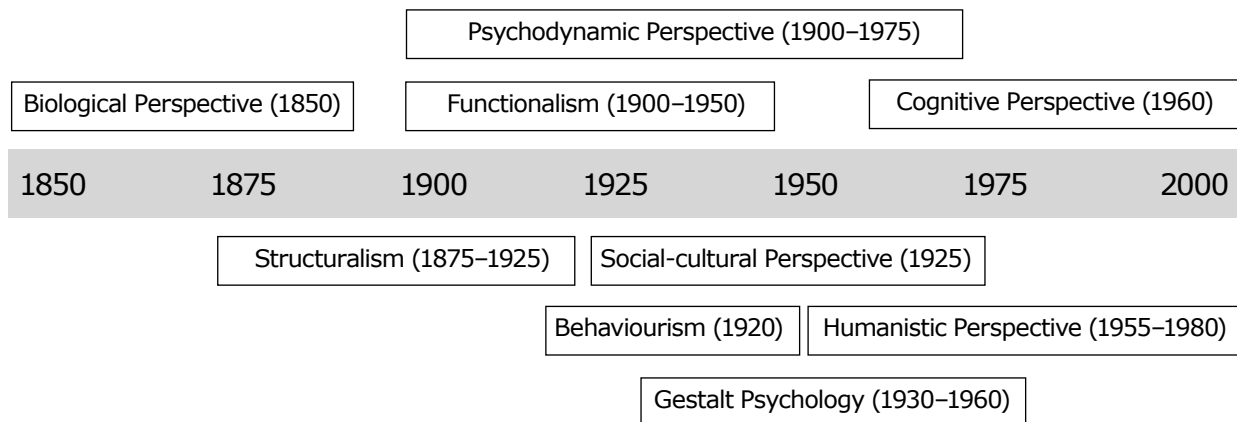 Psychodynamic Perspective (1900–1975)
Biological Perspective (1850)
Functionalism (1900–1950)
Cognitive Perspective (1960)
1850 1875 1900 1925 1950 1975 2000
Structuralism (1875–1925)
Social-cultural Perspective (1925)
Behaviourism (1920)
Humanistic Perspective (1955–1980)
Gestalt Psychology (1930–1960)